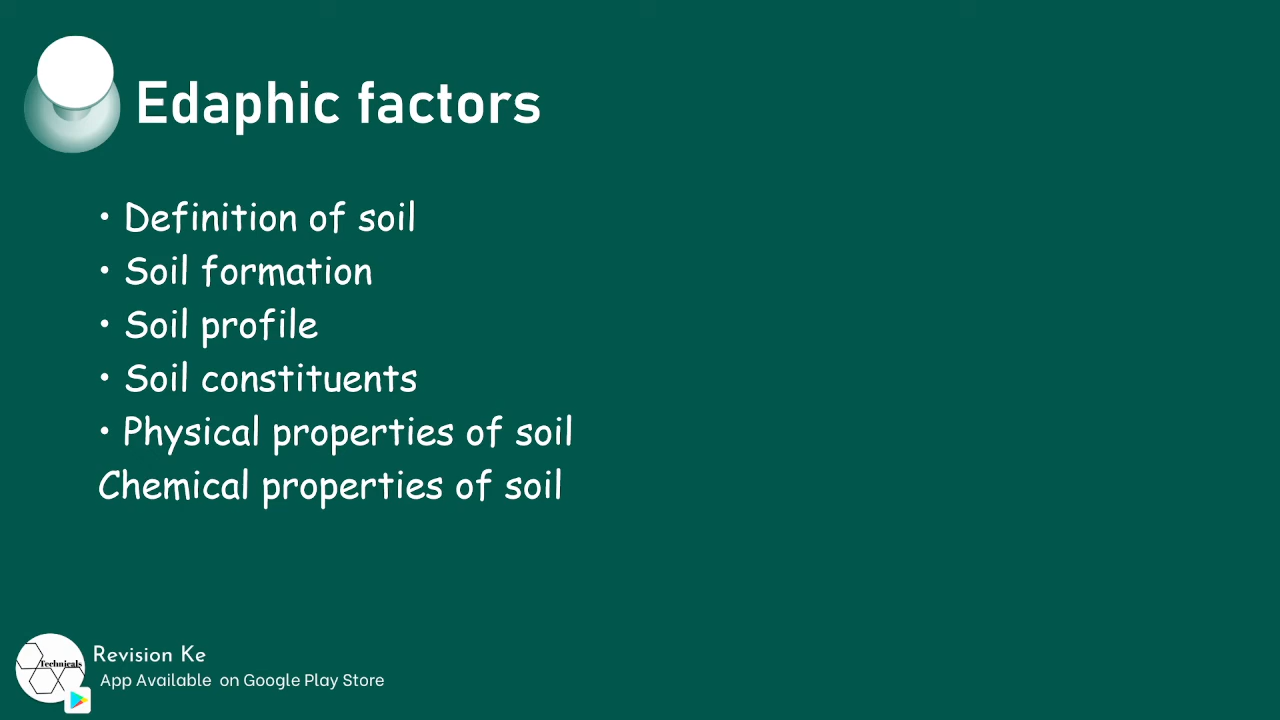 Edaphic factors
• Definition of soil
• Soil formation
• Soil profile
• Soil constituents
• Physical properties of soil
Chemical properties of soil
Technicals
Revision Ke
App Available on Google Play Store